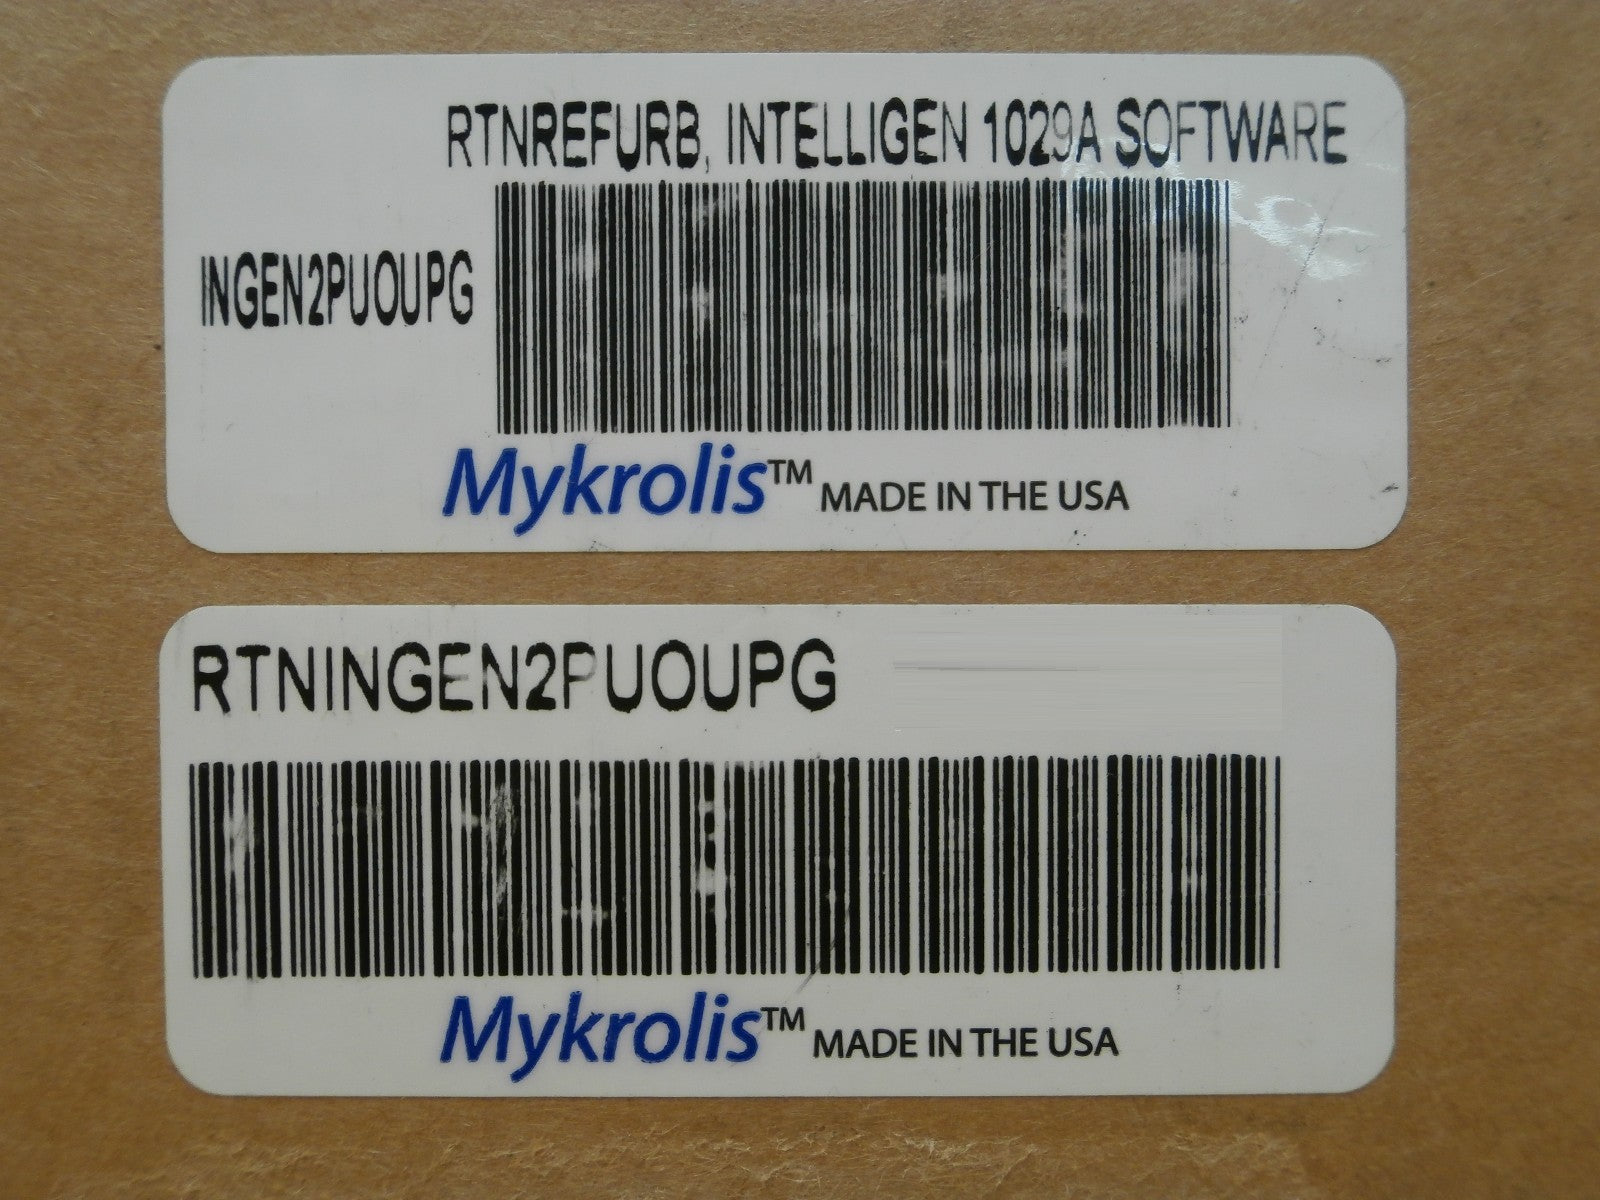 RTNREFURB, INTELLIGEN 1029A SOFTWARE
INGEN2PUOUPG
Mykrolis™ MADE IN THE USA
RTNINGEN2PUOUPG
Mykrolis™ MADE IN THE USA